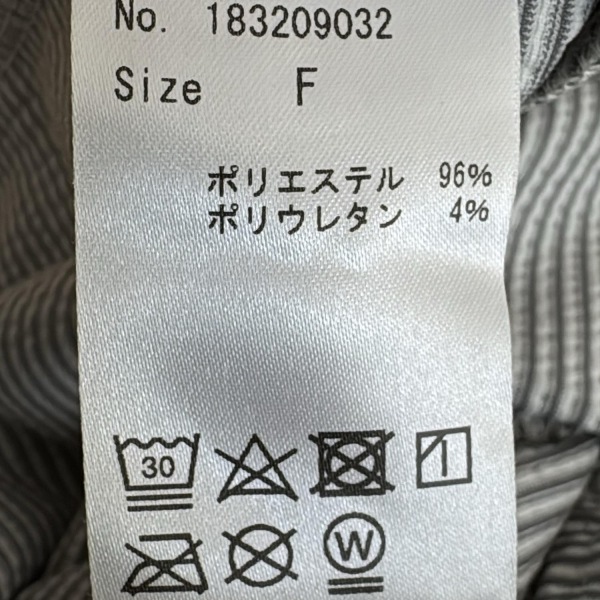 No. 183209032
Size F
ポリエステル 96%
ポリウレタン 4%
30
W